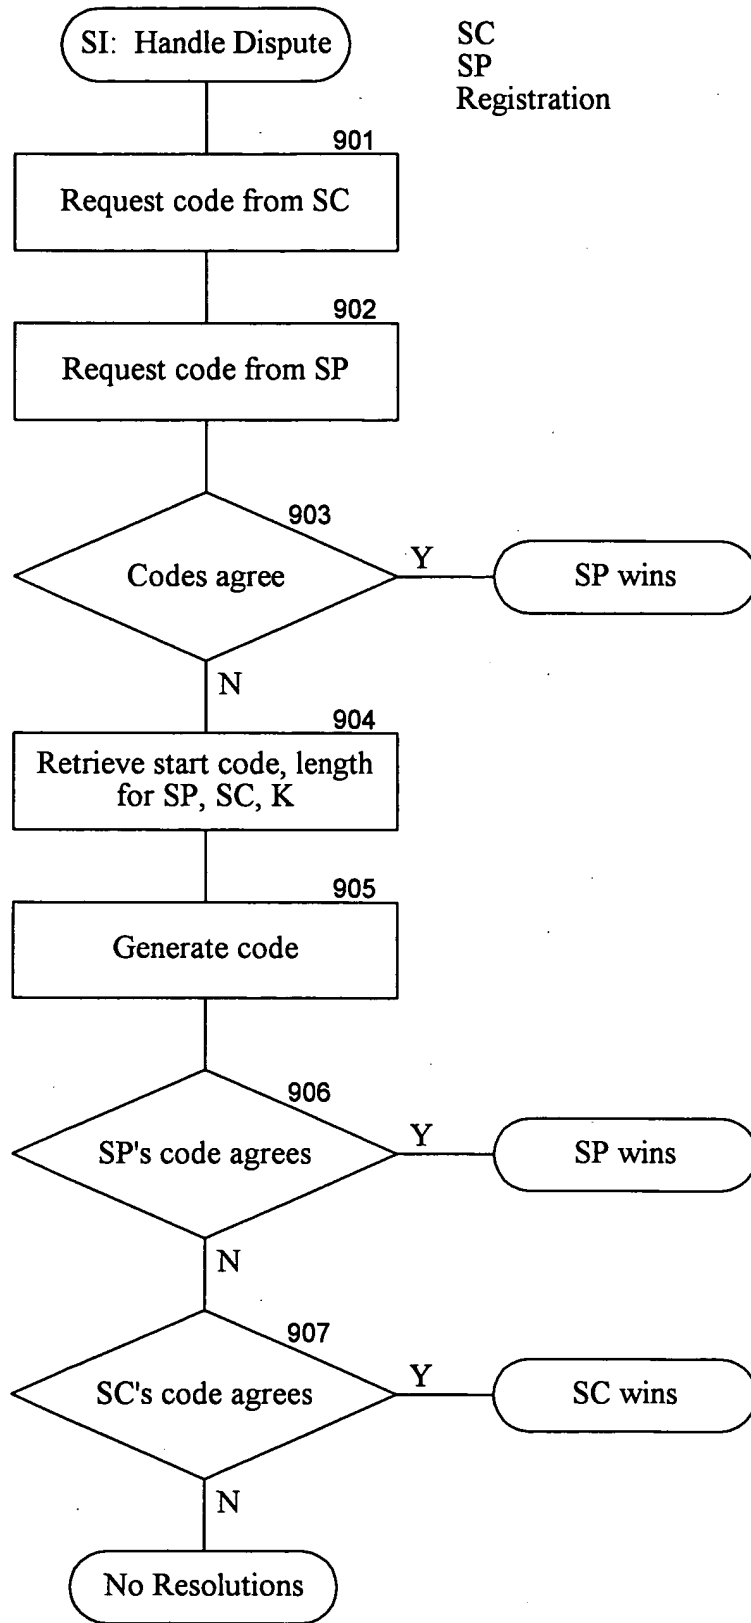 SI: Handle Dispute
SC
SP
Registration
901
Request code from SC
902
Request code from SP
903
Codes agree
Y
SP wins
N
904
Retrieve start code, length
for SP, SC, K
905
Generate code
906
SP's code agrees
Y
SP wins
N
907
SC's code agrees
Y
SC wins
N
No Resolutions